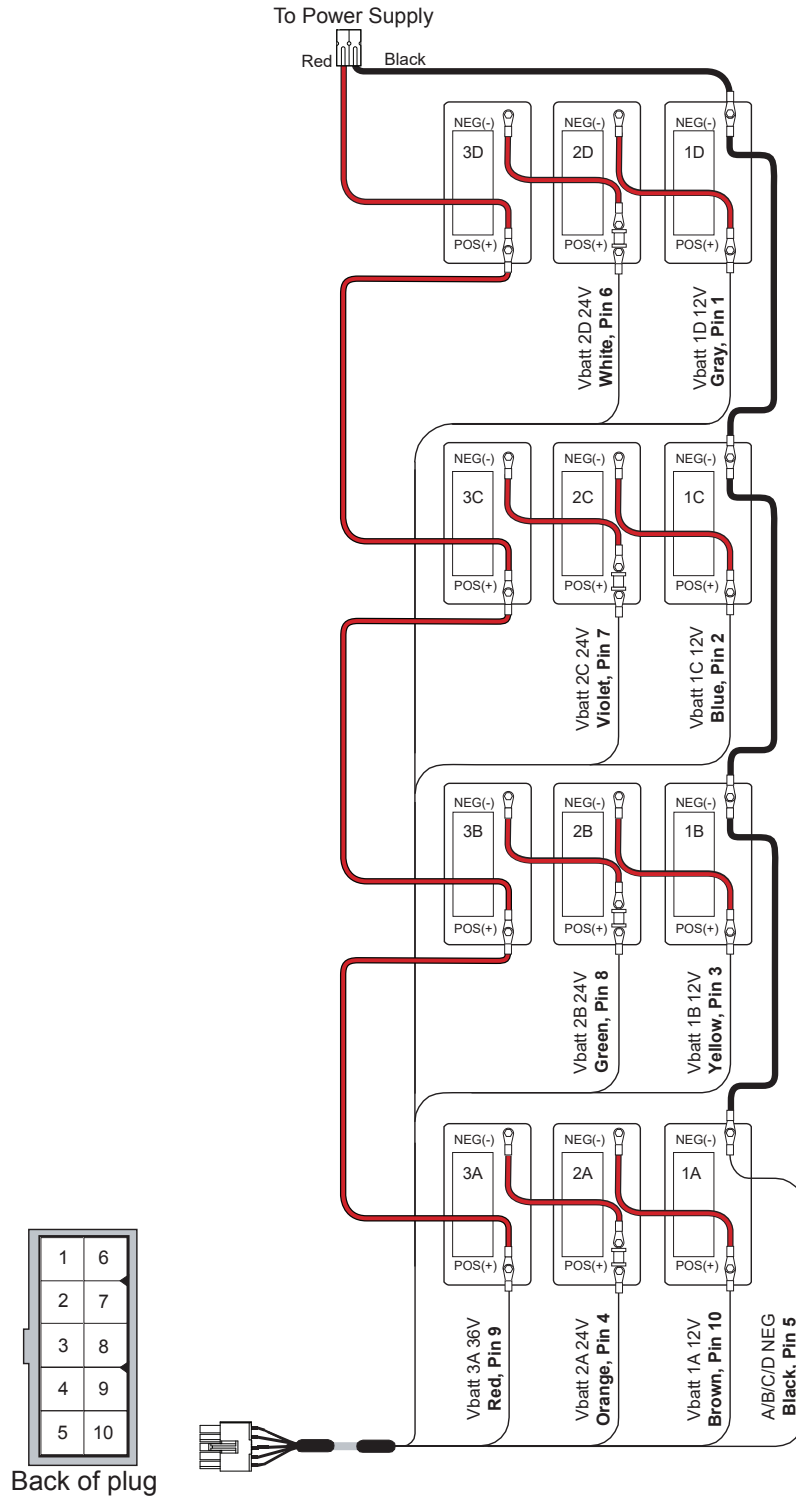 To Power Supply
Red
Black
NEG(-)
NEG(-)
NEG(-)
3D
2D
1D
POS(+)
POS(+)
POS(+)
Vbatt 2D 24V
White, Pin 6
Vbatt 1D 12V
Gray, Pin 1
NEG(-)
NEG(-)
NEG(-)
3C
2C
1C
POS(+)
POS(+)
POS(+)
Vbatt 2C 24V
Violet, Pin 7
Vbatt 1C 12V
Blue, Pin 2
NEG(-)
NEG(-)
NEG(-)
3B
2B
1B
POS(+)
POS(+)
POS(+)
Vbatt 2B 24V
Green, Pin 8
Vbatt 1B 12V
Yellow, Pin 3
NEG(-)
NEG(-)
NEG(-)
3A
2A
1A
POS(+)
POS(+)
POS(+)
Vbatt 3A 36V
Red, Pin 9
Vbatt 2A 24V
Orange, Pin 4
Vbatt 1A 12V
Brown, Pin 10
A/B/C/D NEG
Black, Pin 5
1 6
2 7
3 8
4 9
5 10
Back of plug